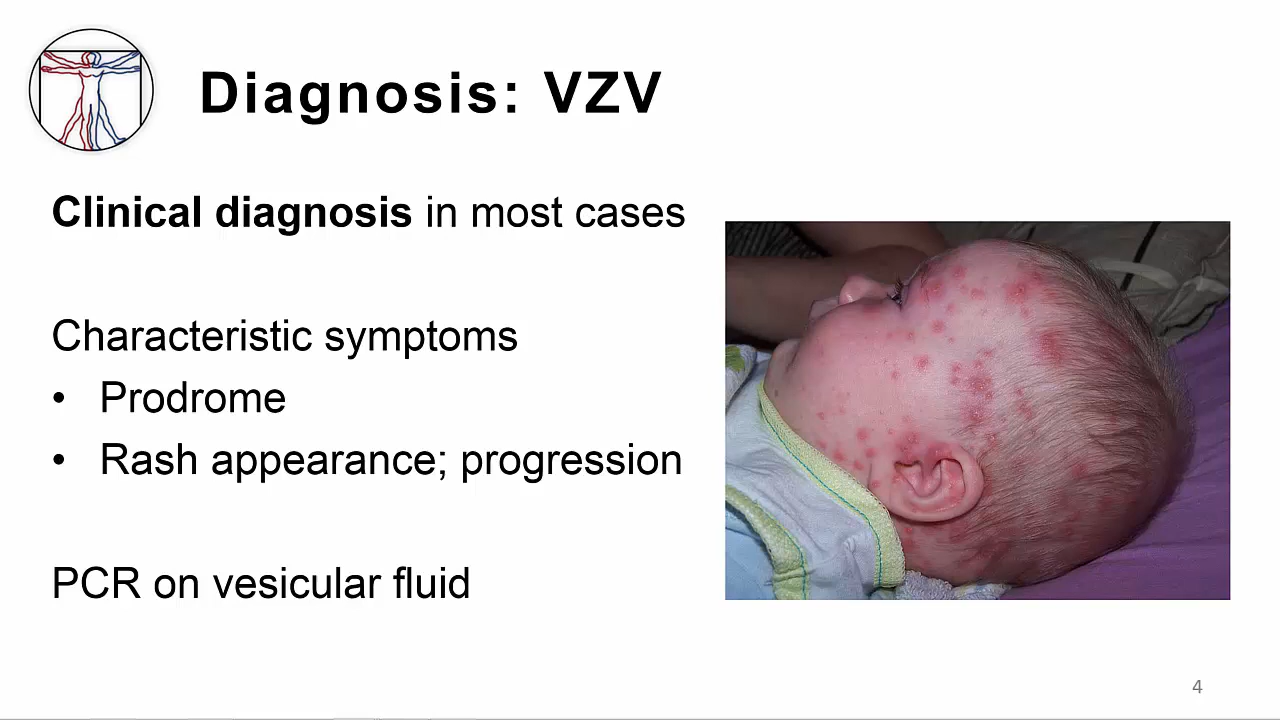 Diagnosis: VZV
Clinical diagnosis in most cases
Characteristic symptoms
• Prodrome
• Rash appearance; progression
PCR on vesicular fluid
4